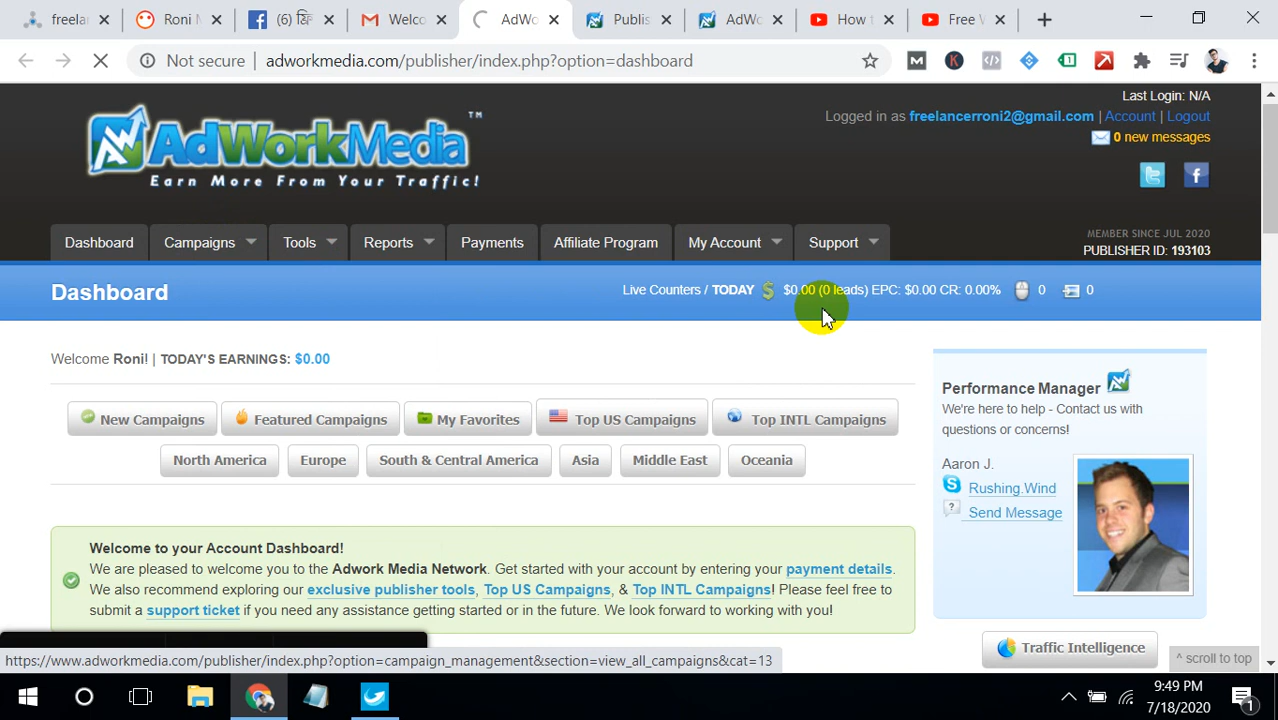 freelan
Roni M
(6) ফ্রি
Welco
AdWo
Publis
AdWo
How t
Free V
Not secure
adworkmedia.com/publisher/index.php?option=dashboard
AdWorkMedia™
Earn More From Your Traffic!
Last Login: N/A
Logged in as freelancerroni2@gmail.com | Account | Logout
0 new messages
Dashboard Campaigns Tools Reports Payments Affiliate Program My Account Support
MEMBER SINCE JUL 2020
PUBLISHER ID: 193103
Dashboard
Live Counters / TODAY $ $0.00 (0 leads) EPC: $0.00 CR: 0.00% 0 0
Welcome Roni! | TODAY'S EARNINGS: $0.00
New Campaigns Featured Campaigns My Favorites Top US Campaigns Top INTL Campaigns
North America Europe South & Central America Asia Middle East Oceania
Performance Manager
We're here to help - Contact us with
questions or concerns!
Aaron J.
Rushing.Wind
Send Message
Welcome to your Account Dashboard!
We are pleased to welcome you to the Adwork Media Network. Get started with your account by entering your payment details.
We also recommend exploring our exclusive publisher tools, Top US Campaigns, & Top INTL Campaigns! Please feel free to
submit a support ticket if you need any assistance getting started or in the future. We look forward to working with you!
Traffic Intelligence
^ scroll to top
https://www.adworkmedia.com/publisher/index.php?option=campaign_management&section=view_all_campaigns&cat=13
9:49 PM
7/18/2020
1